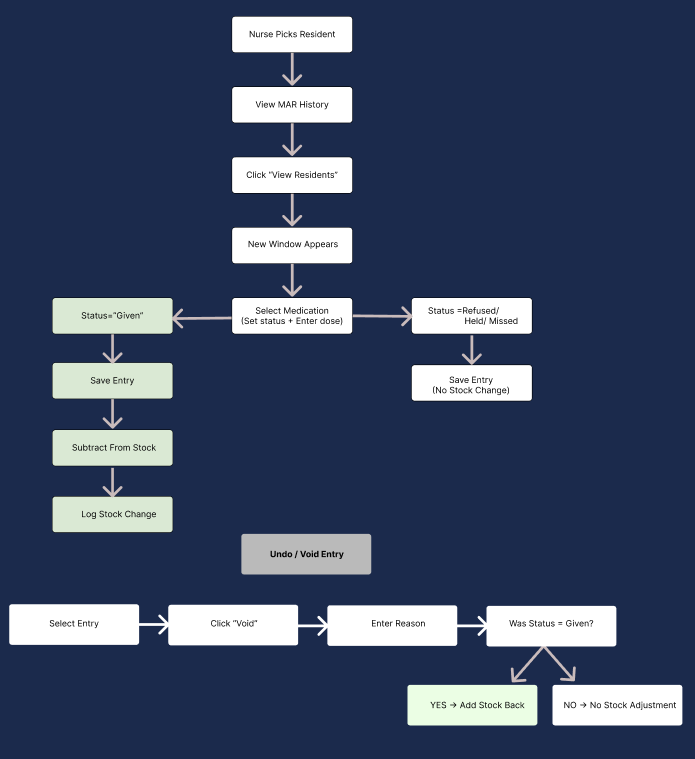 Nurse Picks Resident
View MAR History
Click “View Residents”
New Window Appears
Select Medication
(Set status + Enter dose)
Status=“Given”
Status =Refused/
Held/ Missed
Save Entry
Save Entry
(No Stock Change)
Subtract From Stock
Log Stock Change
Undo / Void Entry
Select Entry
Click “Void”
Enter Reason
Was Status = Given?
YES → Add Stock Back
NO → No Stock Adjustment